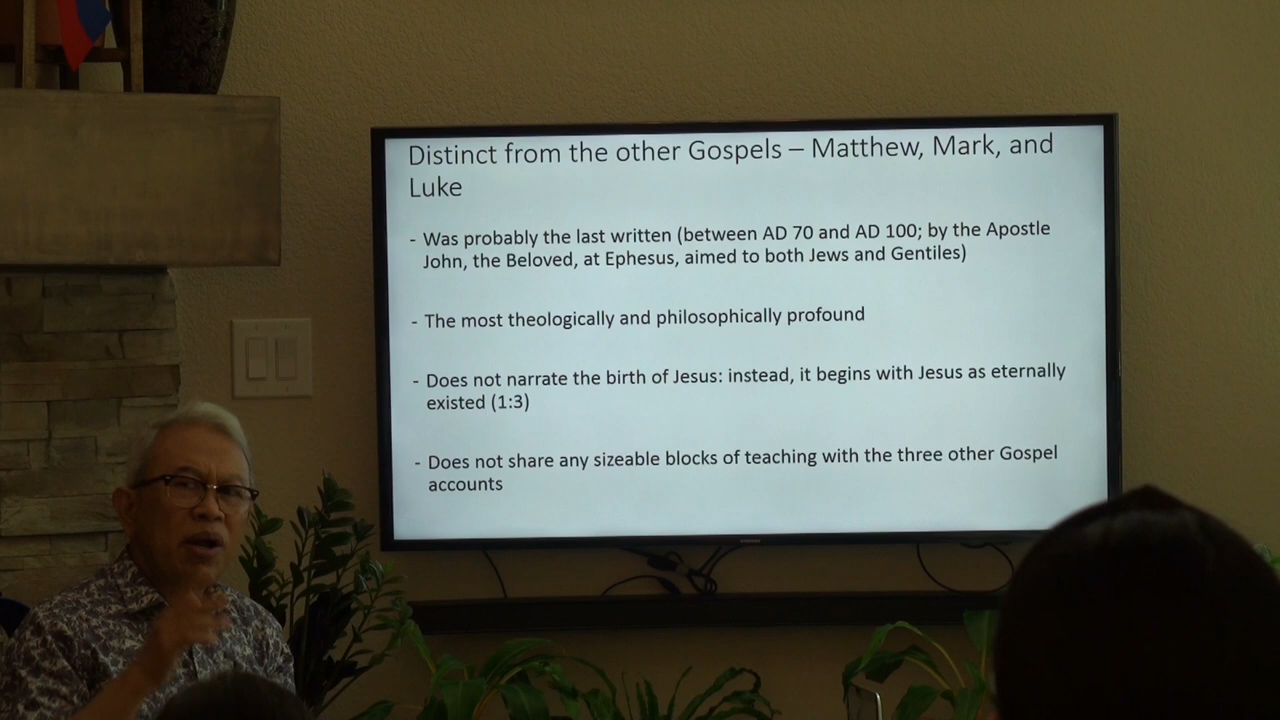 Distinct from the other Gospels – Matthew, Mark, and
Luke
- Was probably the last written (between AD 70 and AD 100; by the Apostle
John, the Beloved, at Ephesus, aimed to both Jews and Gentiles)
- The most theologically and philosophically profound
- Does not narrate the birth of Jesus: instead, it begins with Jesus as eternally
existed (1:3)
- Does not share any sizeable blocks of teaching with the three other Gospel
accounts